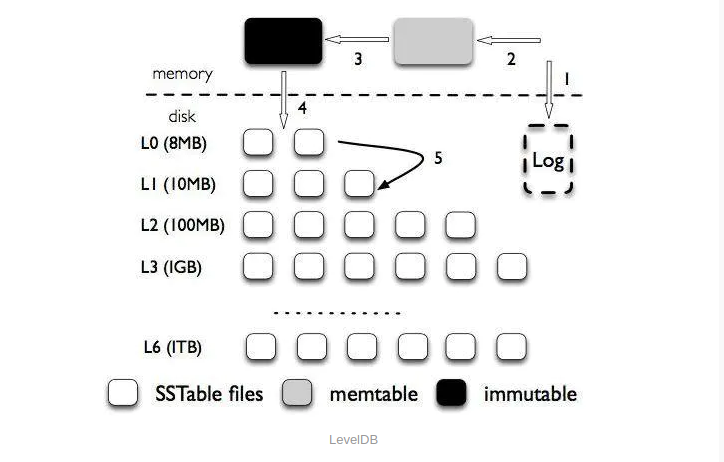 3
2
1
memory
4
disk
L0 (8MB)
5
Log
L1 (10MB)
L2 (100MB)
L3 (1GB)
L6 (1TB)
SSTable files
memtable
immutable
LevelDB